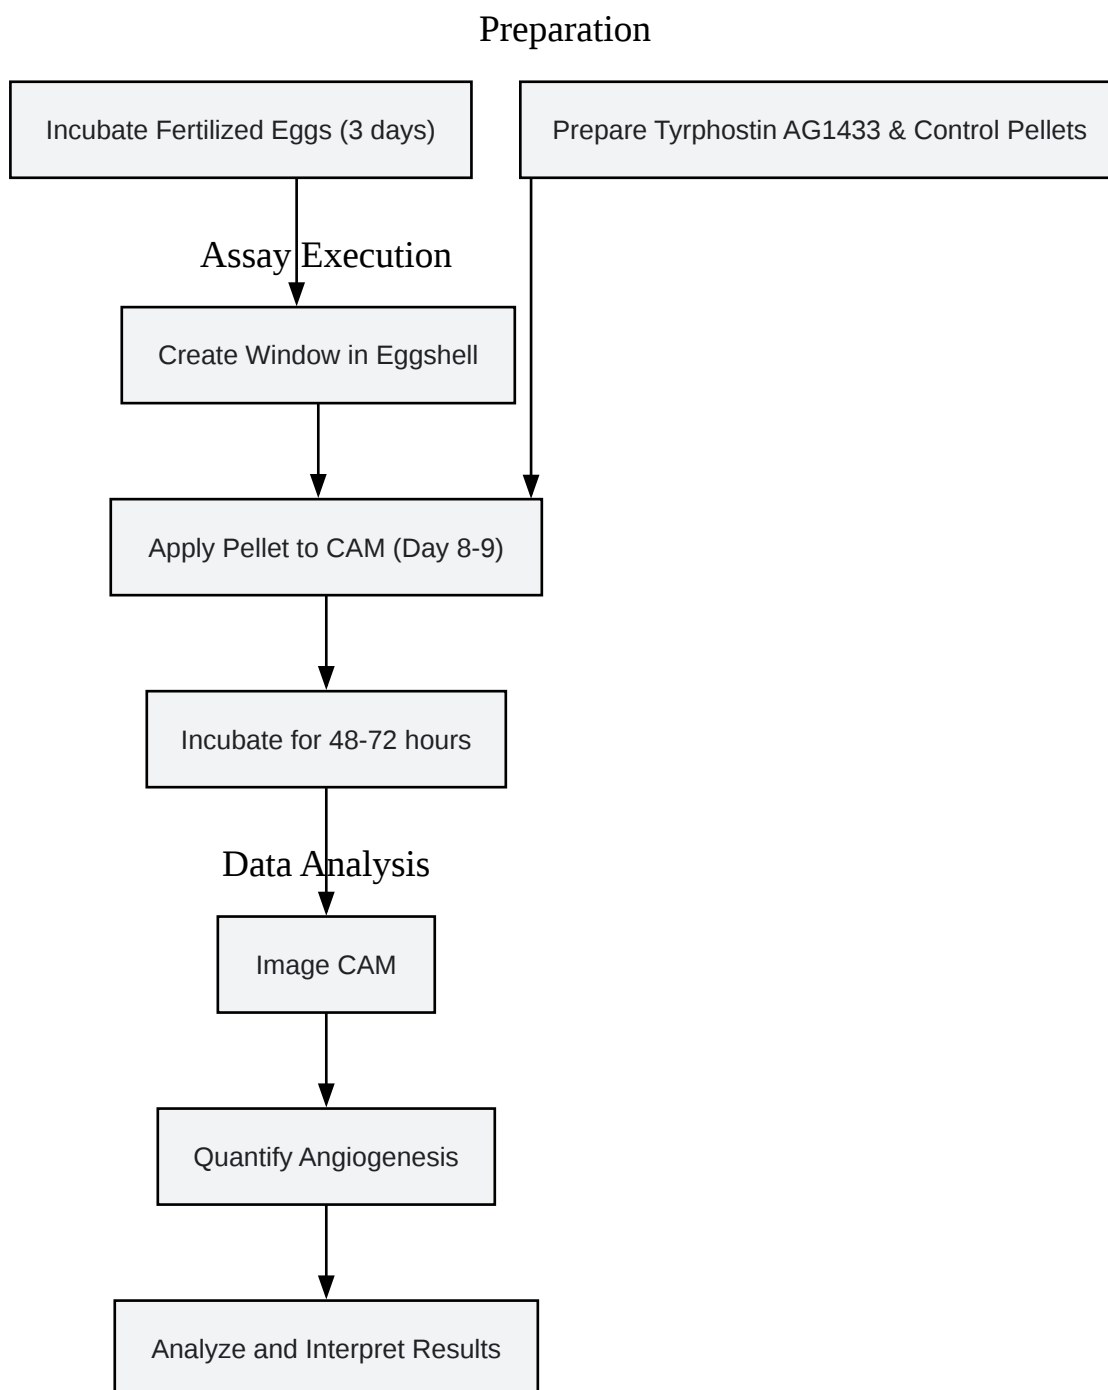 Preparation
Incubate Fertilized Eggs (3 days)
Prepare Tyrphostin AG1433 & Control Pellets
Assay Execution
Create Window in Eggshell
Apply Pellet to CAM (Day 8-9)
Incubate for 48-72 hours
Data Analysis
Image CAM
Quantify Angiogenesis
Analyze and Interpret Results